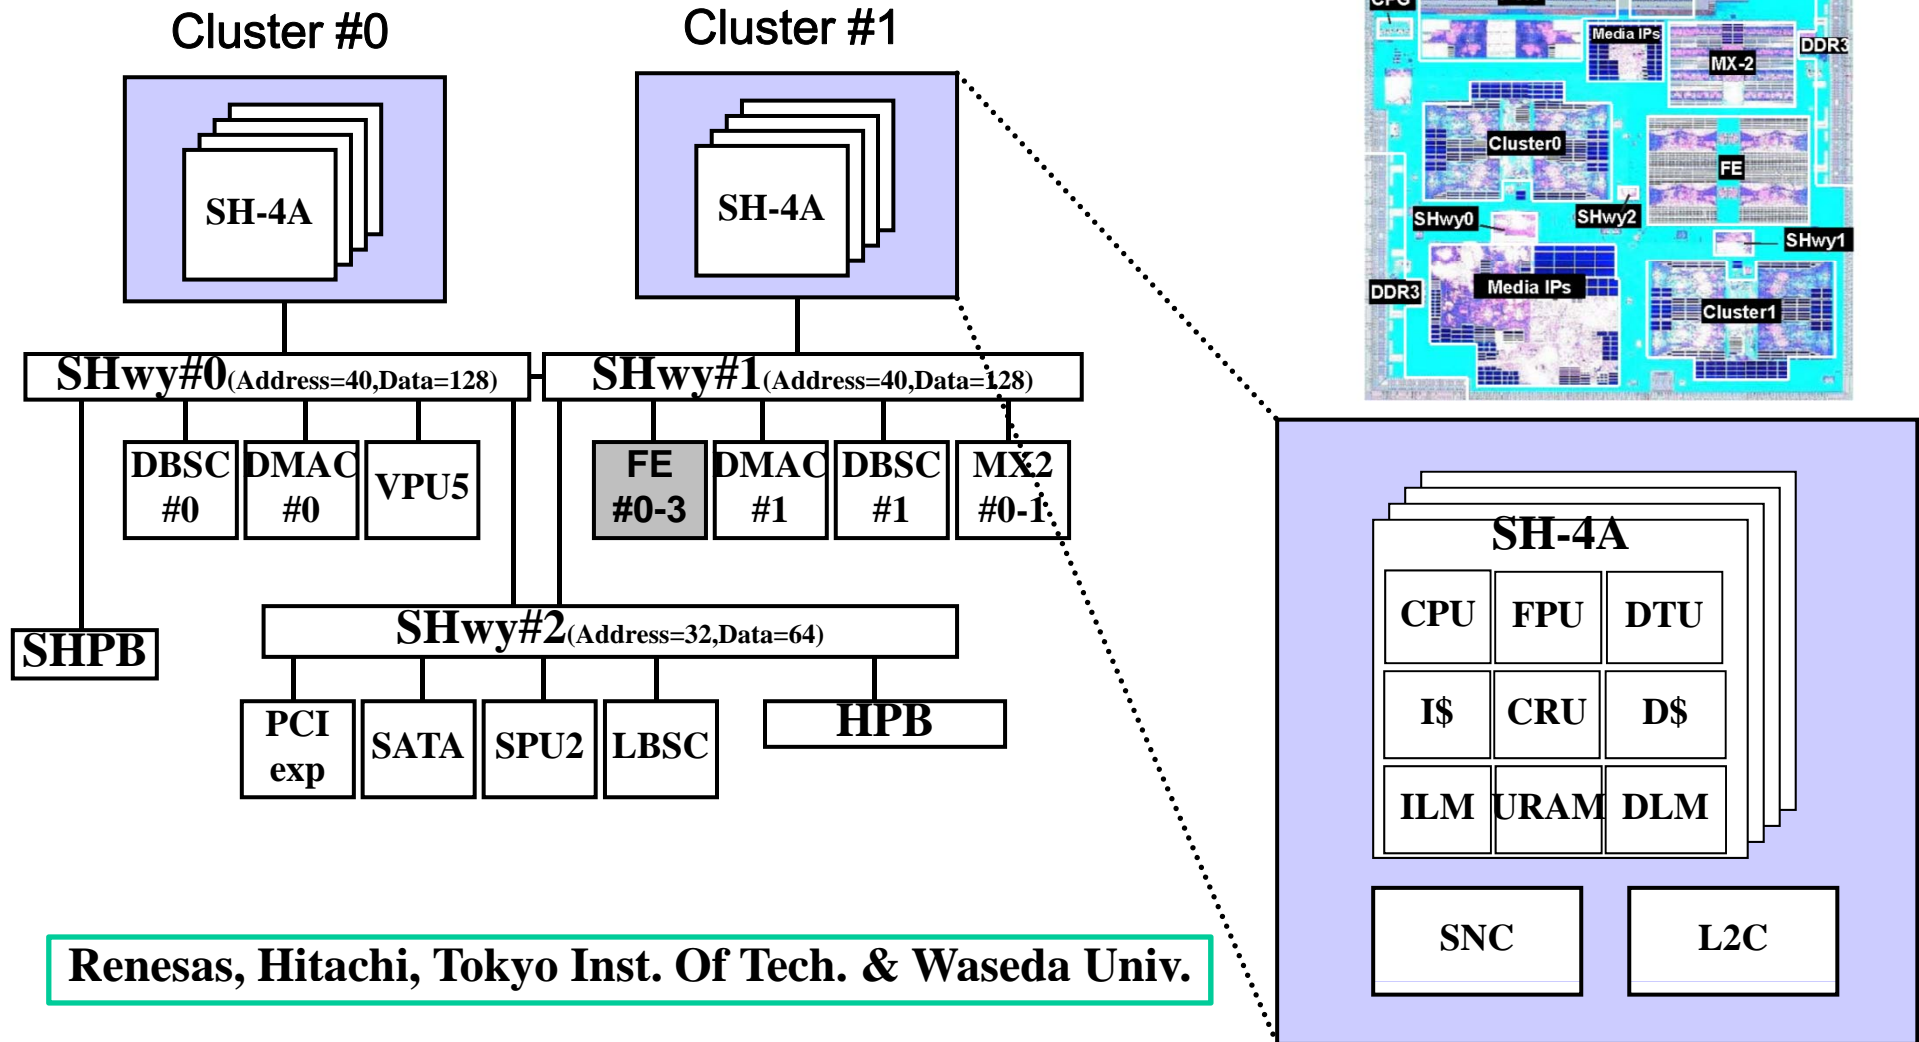 Cluster #0
Cluster #1
SH-4A
SH-4A
SHwy#0(Address=40,Data=128)
SHwy#1(Address=40,Data=128)
DBSC
#0
DMAC
#0
VPU5
FE
#0-3
DMAC
#1
DBSC
#1
MX2
#0-1
SHPB
SHwy#2(Address=32,Data=64)
PCI
exp
SATA
SPU2
LBSC
HPB
Renesas, Hitachi, Tokyo Inst. Of Tech. & Waseda Univ.
Media IPs
DDR3
MX-2
Cluster0
FE
SHwy0
SHwy2
SHwy1
DDR3
Media IPs
Cluster1
SH-4A
CPU
FPU
DTU
I$
CRU
D$
ILM
URAM
DLM
SNC
L2C